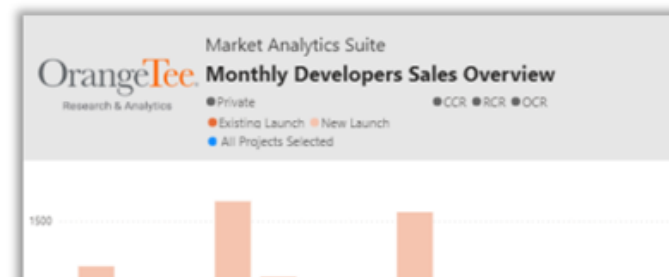 Market Analytics Suite
OrangeTee
Monthly Developers Sales Overview
Research & Analytics
Private
CCR RCR OCR
Existing Launch New Launch
All Projects Selected
1500